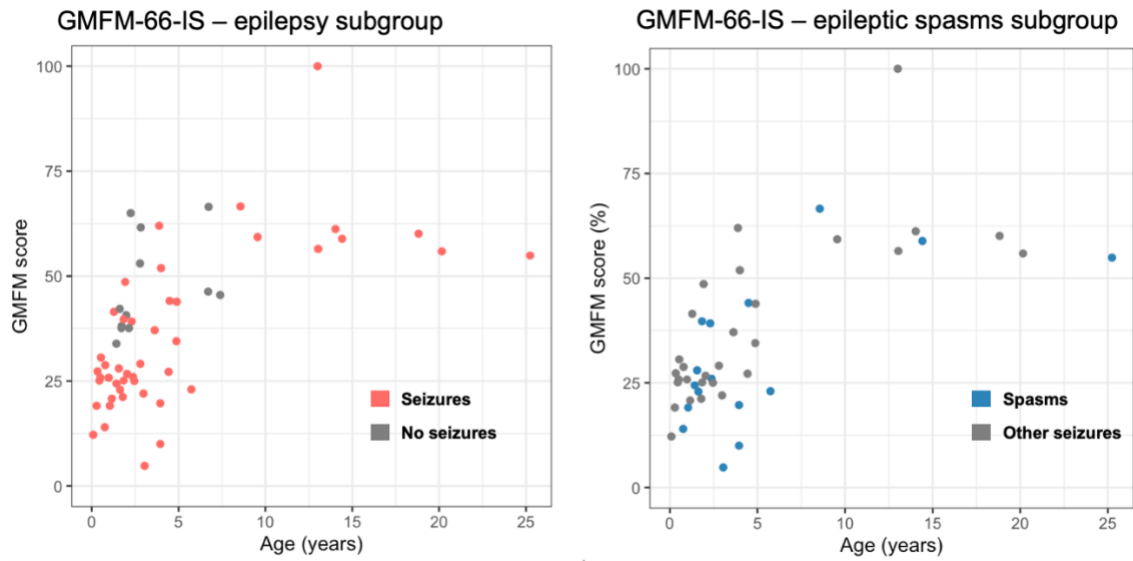 GMFM-66-IS – epilepsy subgroup
GMFM score
100
75
50
25
0
Seizures
No seizures
0 5 10 15 20 25
Age (years)
GMFM-66-IS – epileptic spasms subgroup
GMFM score (%)
100
75
50
25
0
Spasms
Other seizures
0 5 10 15 20 25
Age (years)